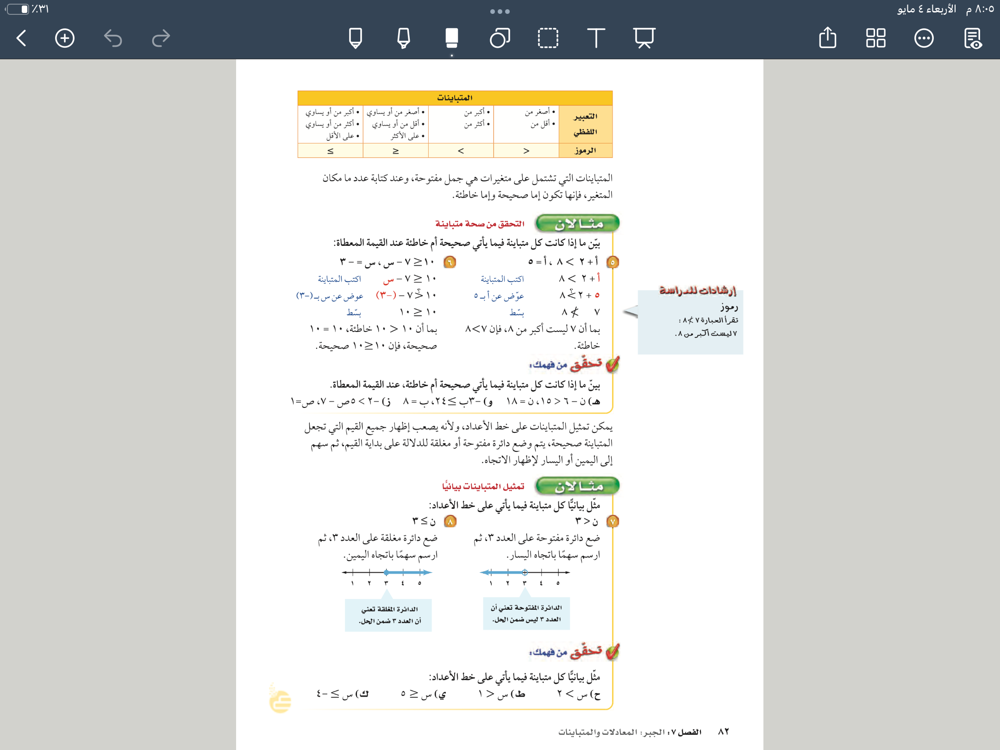 ٨:٠٥ م الأربعاء ٤ مايو
٣١٪
المتباينات
التعبير اللفظي
• أصغر من
• أقل من
• أكبر من
• أكثر من
• أصغر من أو يساوي
• أقل من أو يساوي
• على الأكثر
• أكبر من أو يساوي
• أكثر من أو يساوي
• على الأقل
الرموز < > ≤ ≥
المتباينات التي تشتمل على متغيرات هي جمل مفتوحة، وعند كتابة عدد ما مكان
المتغير، فإنها تكون إما صحيحة وإما خاطئة.
مثالان التحقق من صحة متباينة
بيّن ما إذا كانت كل متباينة فيما يأتي صحيحة أم خاطئة عند القيمة المعطاة:
٥ أ + ٢ > ٨ ، أ = ٥
أ + ٢ > ٨ اكتب المتباينة
٥ + ٢ >؟ ٨ عوّض عن أ بـ ٥
٧ ≯ ٨ بسّط
بما أن ٧ ليست أكبر من ٨، فإن ٧ > ٨
خاطئة.
٦ ١٠ ≤ ٧ – س ، س = – ٣
١٠ ≤ ٧ – س اكتب المتباينة
١٠ ≤؟ ٧ – (–٣) عوض عن س بـ (–٣)
١٠ ≤ ١٠ بسّط
بما أن ١٠ < ١٠ خاطئة، ١٠ = ١٠
صحيحة، فإن ١٠ ≤ ١٠ صحيحة.
إرشادات للدراسة
رموز
تقرأ العبارة ٧ ≯ ٨ :
٧ ليست أكبر من ٨.
تحقّق من فهمك:
بينّ ما إذا كانت كل متباينة فيما يأتي صحيحة أم خاطئة، عند القيمة المعطاة.
هـ) ن – ٦ < ١٥، ن = ١٨ و) –٣ب ≥ ٢٤، ب = ٨ ز) –٢ > ٥ص – ٧، ص=١
يمكن تمثيل المتباينات على خط الأعداد، ولأنه يصعب إظهار جميع القيم التي تجعل
المتباينة صحيحة، يتم وضع دائرة مفتوحة أو مغلقة للدلالة على بداية القيم، ثم سهم
إلى اليمين أو اليسار لإظهار الاتجاه.
مثالان تمثيل المتباينات بيانيًّا
مثّل بيانيًّا كل متباينة فيما يأتي على خط الأعداد:
٧ ن < ٣
ضع دائرة مفتوحة على العدد ٣، ثم
ارسم سهمًا باتجاه اليسار.
١ ٢ ٣ ٤ ٥
الدائرة المفتوحة تعني أن
العدد ٣ ليس ضمن الحل.
٨ ن ≥ ٣
ضع دائرة مغلقة على العدد ٣، ثم
ارسم سهمًا باتجاه اليمين.
١ ٢ ٣ ٤ ٥
الدائرة المغلقة تعني
أن العدد ٣ ضمن الحل.
تحقّق من فهمك:
مثّل بيانيًّا كل متباينة فيما يأتي على خط الأعداد:
ح) س > ٢ ط) س < ١ ي) س ≤ ٥ ك) س ≥ –٤
٨٢ الفصل ٧: الجبر: المعادلات والمتباينات